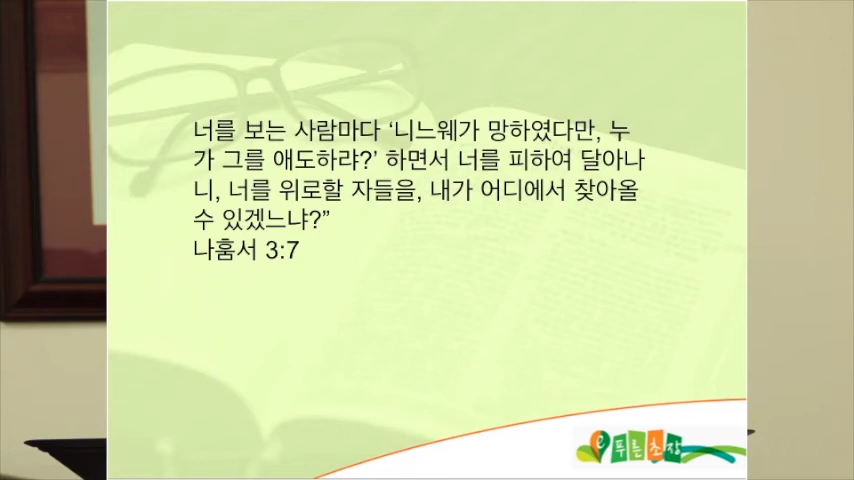 너를 보는 사람마다 ‘니느웨가 망하였다만, 누
가 그를 애도하랴?’ 하면서 너를 피하여 달아나
니, 너를 위로할 자들을, 내가 어디에서 찾아올
수 있겠느냐?”
나훔서 3:7
e 푸른초장